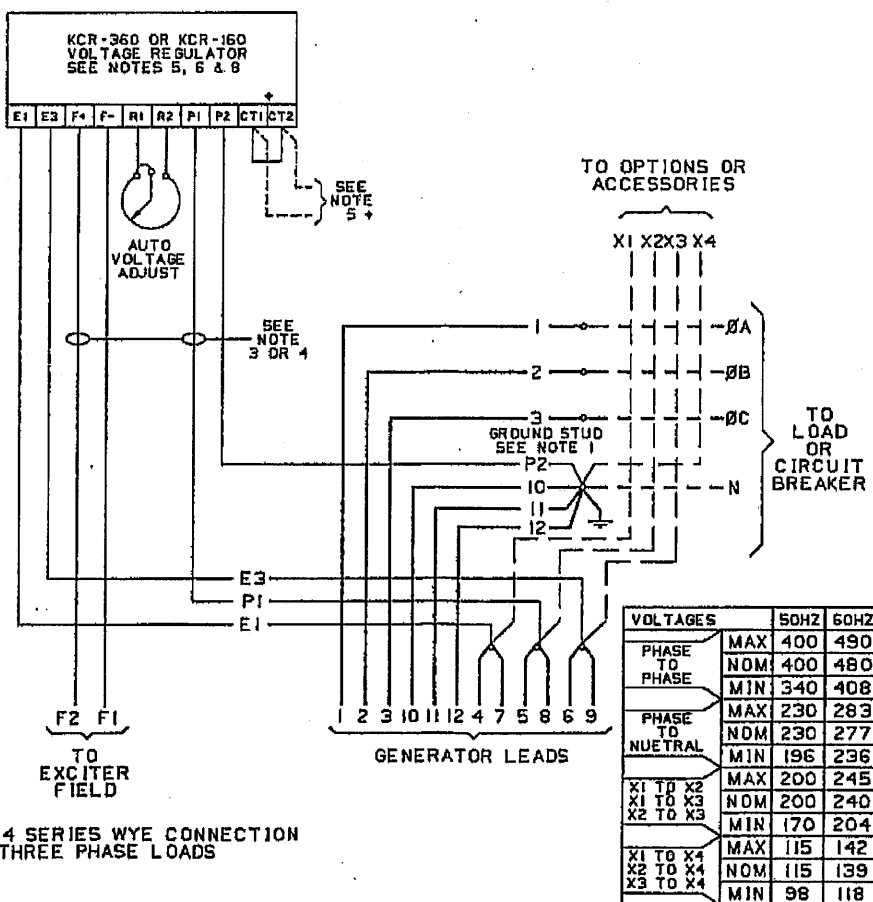 KCR-360 OR KCR-160
VOLTAGE REGULATOR
SEE NOTES 5, 6 & 8
+
E1 E3 F+ F- R1 R2 P1 P2 CT1 CT2
SEE
NOTE
5 +
AUTO
VOLTAGE
ADJUST
SEE
NOTE
3 OR 4
TO OPTIONS OR
ACCESSORIES
X1 X2 X3 X4
1 ØA
2 ØB
3 ØC
GROUND STUD
SEE NOTE 1
P2
10 N
11
12
TO
LOAD
OR
CIRCUIT
BREAKER
E3
P1
E1
F2 F1
TO
EXCITER
FIELD
1 2 3 10 11 12 4 7 5 8 6 9
GENERATOR LEADS
4 SERIES WYE CONNECTION
THREE PHASE LOADS
VOLTAGES 50HZ 60HZ
PHASE TO PHASE
MAX 400 490
NOM 400 480
MIN 340 408
PHASE TO NUETRAL
MAX 230 283
NOM 230 277
MIN 196 236
X1 TO X2
X1 TO X3
X2 TO X3
MAX 200 245
NOM 200 240
MIN 170 204
X1 TO X4
X2 TO X4
X3 TO X4
MAX 115 142
NOM 115 139
MIN 98 118